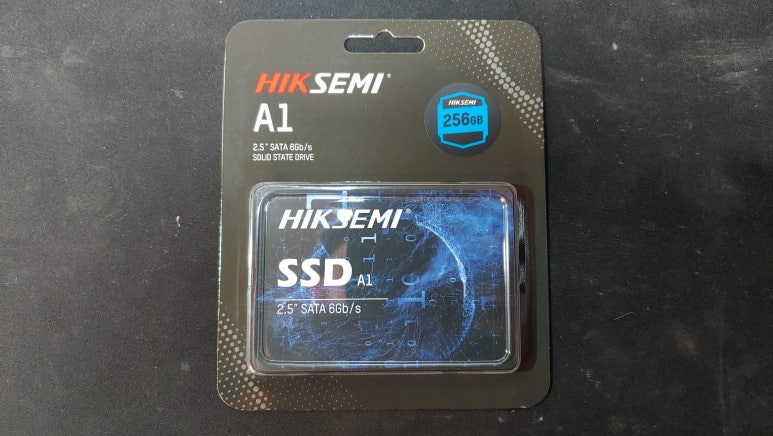 HIKSEMI®
A1
2.5" SATA 6Gb/s
SOLID STATE DRIVE
HIKSEMI
256GB
HIKSEMI®
SSD A1
2.5" SATA 6Gb/s